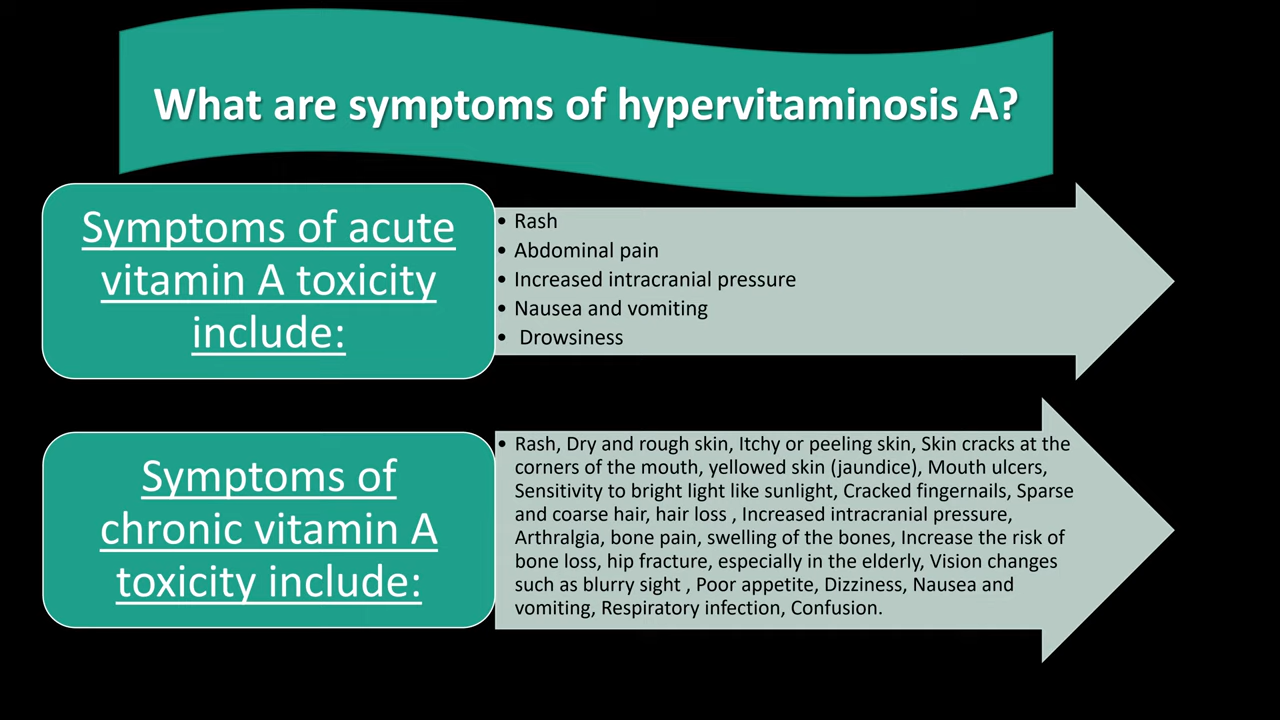 What are symptoms of hypervitaminosis A?
Symptoms of acute
vitamin A toxicity
include:
• Rash
• Abdominal pain
• Increased intracranial pressure
• Nausea and vomiting
• Drowsiness
Symptoms of
chronic vitamin A
toxicity include:
• Rash, Dry and rough skin, Itchy or peeling skin, Skin cracks at the
corners of the mouth, yellowed skin (jaundice), Mouth ulcers,
Sensitivity to bright light like sunlight, Cracked fingernails, Sparse
and coarse hair, hair loss , Increased intracranial pressure,
Arthralgia, bone pain, swelling of the bones, Increase the risk of
bone loss, hip fracture, especially in the elderly, Vision changes
such as blurry sight , Poor appetite, Dizziness, Nausea and
vomiting, Respiratory infection, Confusion.